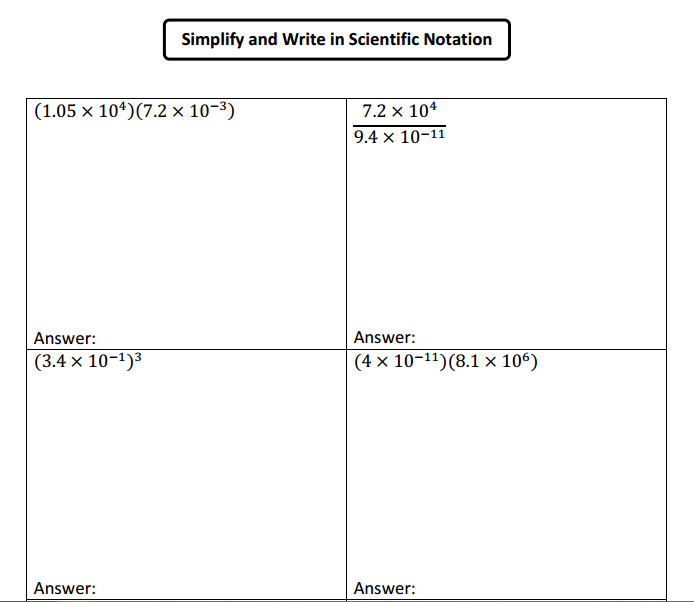 Simplify and Write in Scientific Notation
(1.05 × 10⁴)(7.2 × 10⁻³)
7.2 × 10⁴
9.4 × 10⁻¹¹
Answer:
Answer:
(3.4 × 10⁻¹)³
(4 × 10⁻¹¹)(8.1 × 10⁶)
Answer:
Answer: